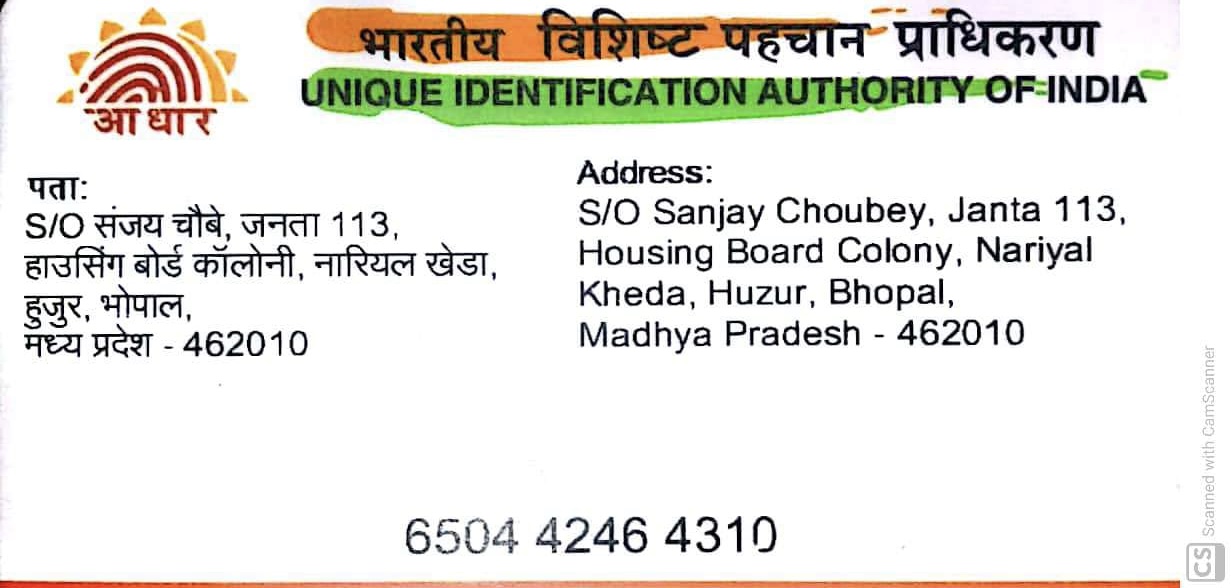 भारतीय विशिष्ट पहचान प्राधिकरण
UNIQUE IDENTIFICATION AUTHORITY OF INDIA
आधार
पता:
S/O संजय चौबे, जनता 113,
हाउसिंग बोर्ड कॉलोनी, नारियल खेडा,
हुजुर, भोपाल,
मध्य प्रदेश - 462010
Address:
S/O Sanjay Choubey, Janta 113,
Housing Board Colony, Nariyal
Kheda, Huzur, Bhopal,
Madhya Pradesh - 462010
6504 4246 4310
CS Scanned with CamScanner